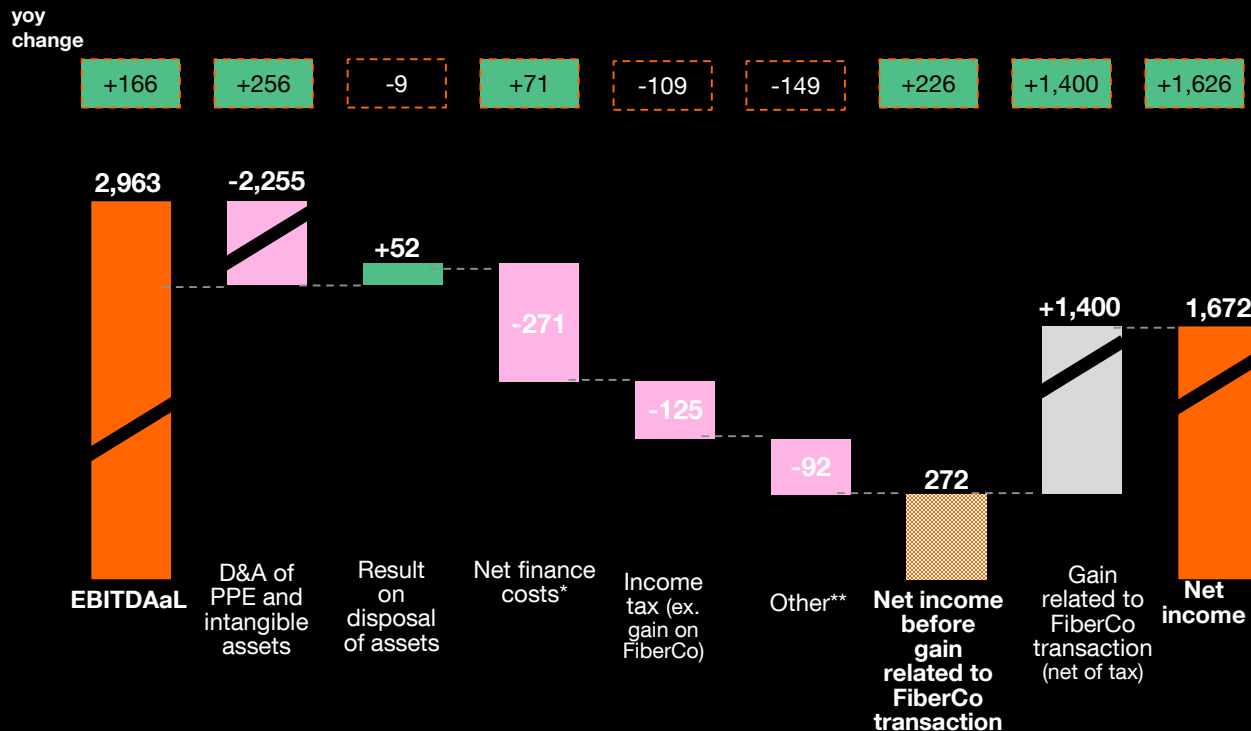 yoy
change
+166
+256
-9
+71
-109
-149
+226
+1,400
+1,626
2,963
-2,255
+52
-271
-125
-92
272
+1,400
1,672
EBITDAaL
D&A of
PPE and
intangible
assets
Result
on
disposal
of assets
Net finance
costs*
Income
tax (ex.
gain on
FiberCo)
Other**
Net income
before
gain
related to
FiberCo
transaction
Gain
related to
FiberCo
transaction
(net of tax)
Net
income